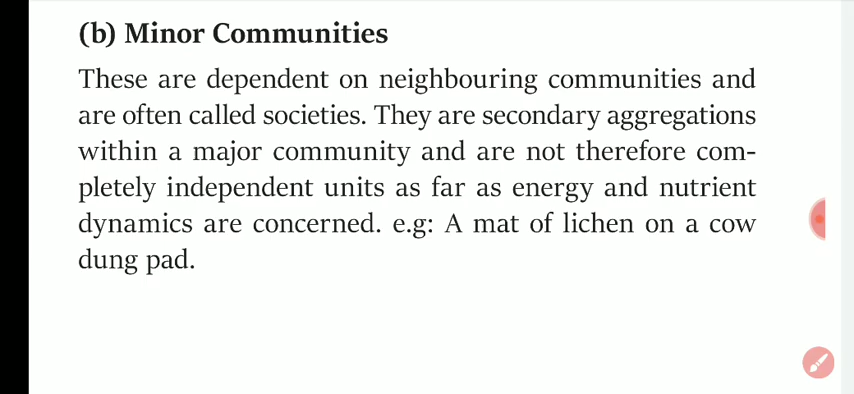 (b) Minor Communities
These are dependent on neighbouring communities and
are often called societies. They are secondary aggregations
within a major community and are not therefore com-
pletely independent units as far as energy and nutrient
dynamics are concerned. e.g: A mat of lichen on a cow
dung pad.